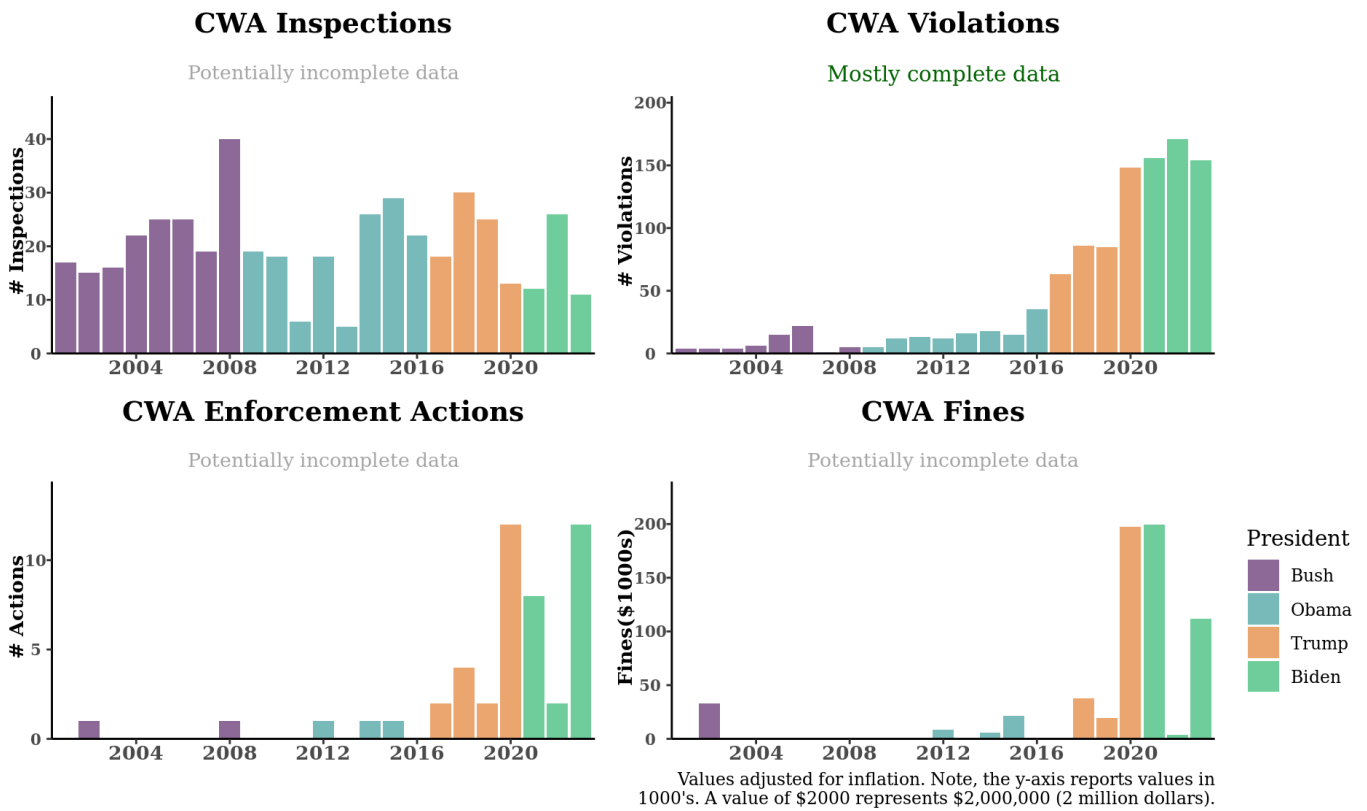 CWA Inspections
Potentially incomplete data
# Inspections
40
30
20
10
0
2004 2008 2012 2016 2020
CWA Violations
Mostly complete data
# Violations
200
150
100
50
0
2004 2008 2012 2016 2020
CWA Enforcement Actions
Potentially incomplete data
# Actions
10
5
0
2004 2008 2012 2016 2020
CWA Fines
Potentially incomplete data
Fines($1000s)
200
150
100
50
0
2004 2008 2012 2016 2020
President
Bush
Obama
Trump
Biden
Values adjusted for inflation. Note, the y-axis reports values in
1000's. A value of $2000 represents $2,000,000 (2 million dollars).